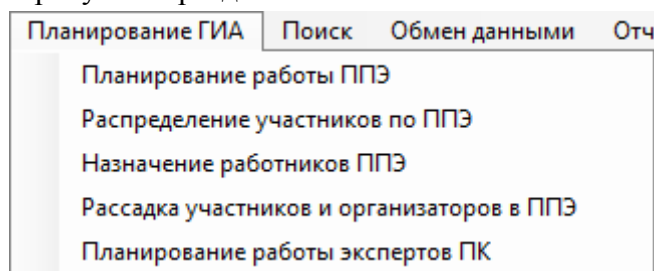 Планирование ГИА Поиск Обмен данными Отч
Планирование работы ППЭ
Распределение участников по ППЭ
Назначение работников ППЭ
Рассадка участников и организаторов в ППЭ
Планирование работы экспертов ПК